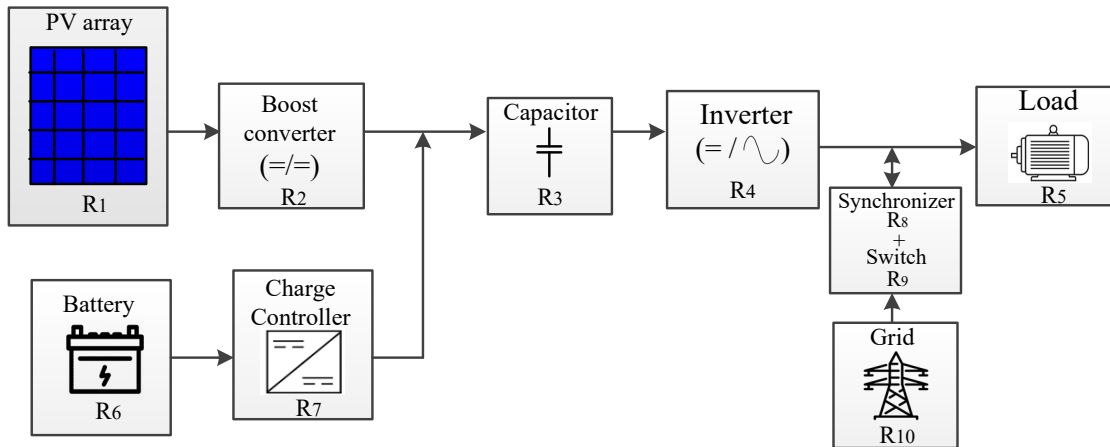 PV array
R1
Boost
converter
(=/=)
R2
Capacitor
R3
Inverter
(= / )
R4
Load
R5
Synchronizer
R8
+
Switch
R9
Battery
R6
Charge
Controller
R7
Grid
R10